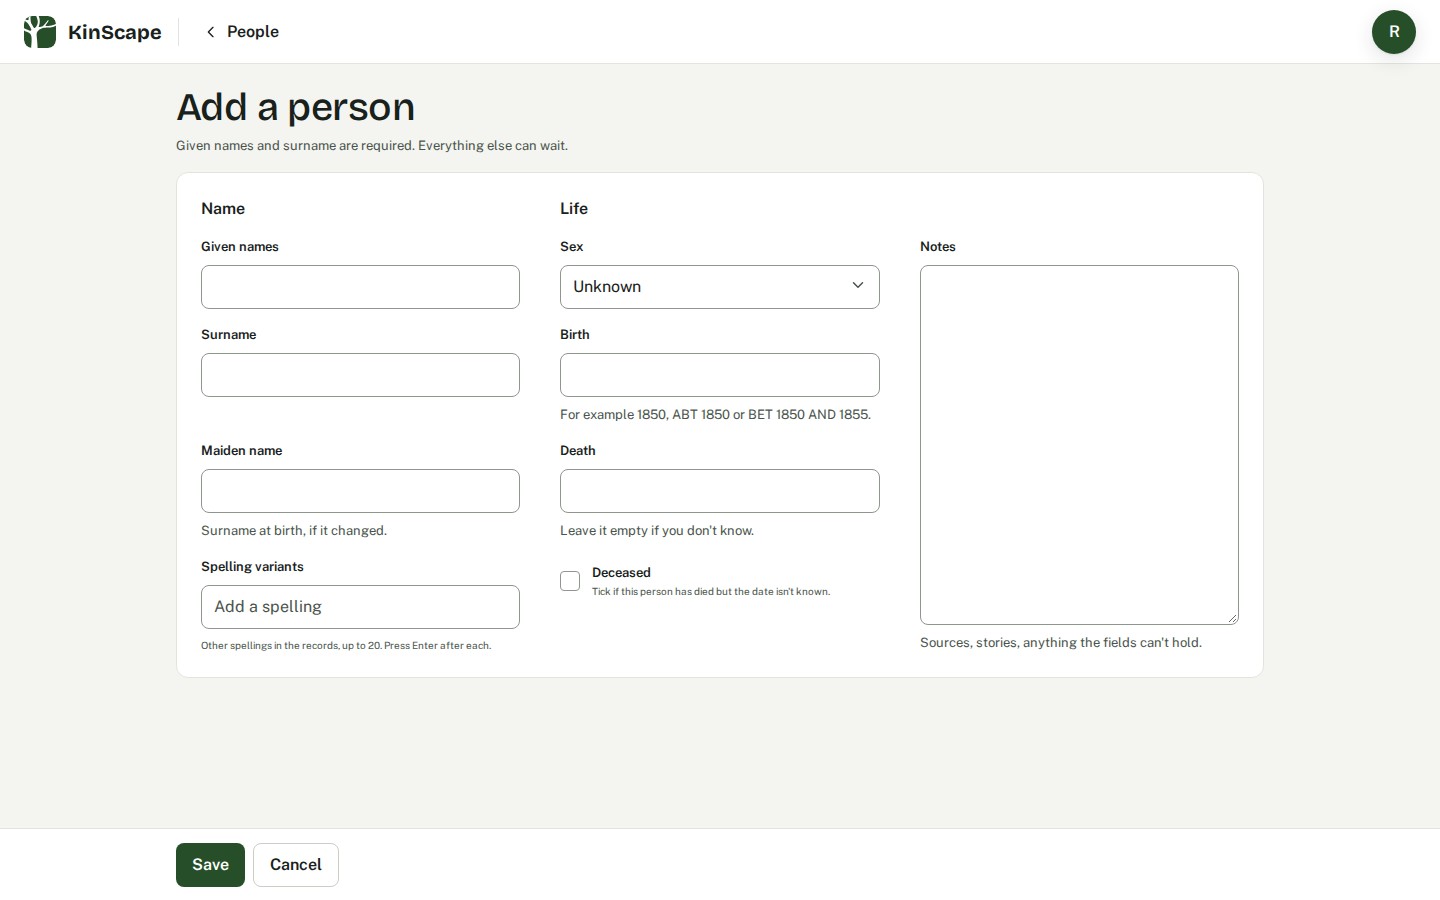 KinScape
People
R
Add a person
Given names and surname are required. Everything else can wait.
Name
Given names
Surname
Maiden name
Surname at birth, if it changed.
Spelling variants
Add a spelling
Other spellings in the records, up to 20. Press Enter after each.
Life
Sex
Unknown
Birth
For example 1850, ABT 1850 or BET 1850 AND 1855.
Death
Leave it empty if you don't know.
Deceased
Tick if this person has died but the date isn't known.
Notes
Sources, stories, anything the fields can't hold.
Save
Cancel